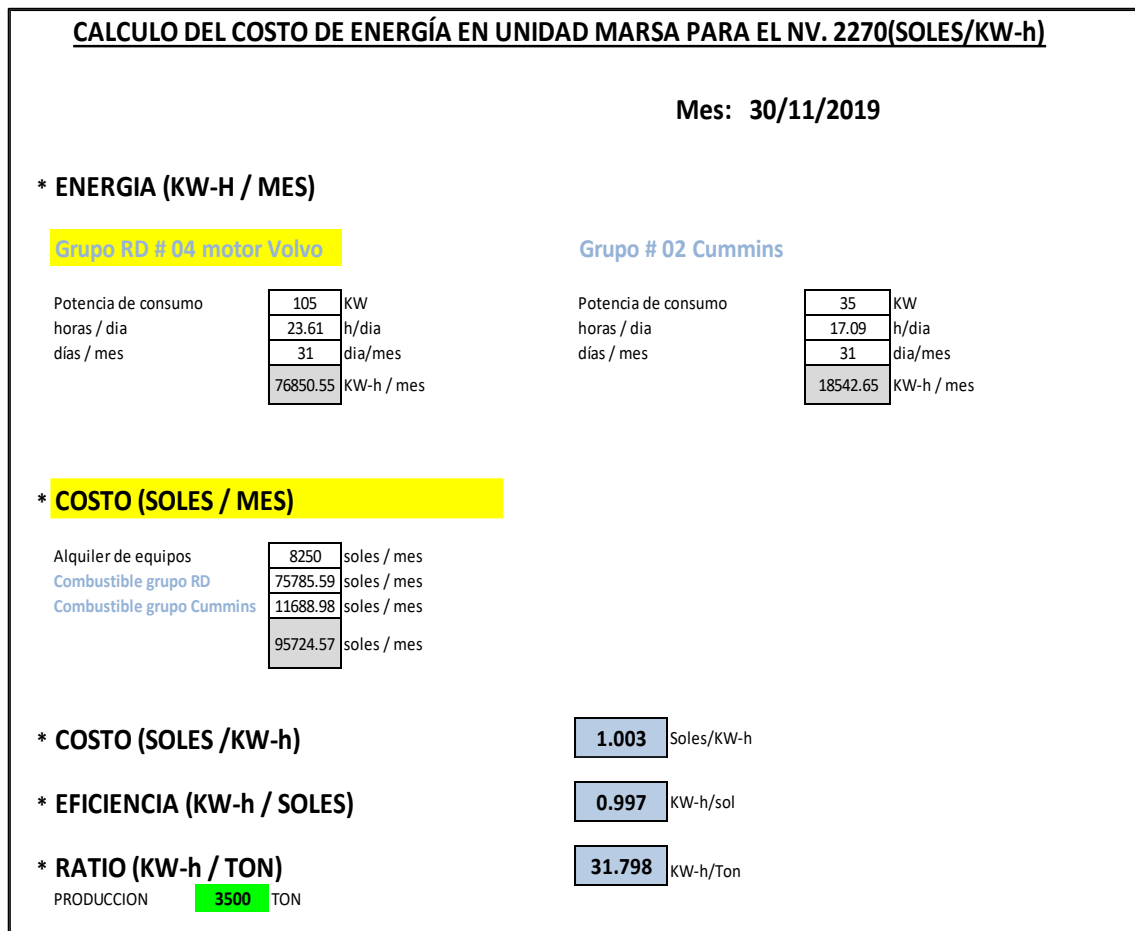 CALCULO DEL COSTO DE ENERGÍA EN UNIDAD MARSA PARA EL NV. 2270(SOLES/KW-h)
Mes: 30/11/2019
* ENERGIA (KW-H / MES)
Grupo RD # 04 motor Volvo Grupo # 02 Cummins
Potencia de consumo 105 KW Potencia de consumo 35 KW
horas / dia 23.61 h/dia horas / dia 17.09 h/dia
días / mes 31 dia/mes días / mes 31 dia/mes
76850.55 KW-h / mes 18542.65 KW-h / mes
* COSTO (SOLES / MES)
Alquiler de equipos 8250 soles / mes
Combustible grupo RD 75785.59 soles / mes
Combustible grupo Cummins 11688.98 soles / mes
95724.57 soles / mes
* COSTO (SOLES /KW-h) 1.003 Soles/KW-h
* EFICIENCIA (KW-h / SOLES) 0.997 KW-h/sol
* RATIO (KW-h / TON) 31.798 KW-h/Ton
PRODUCCION 3500 TON